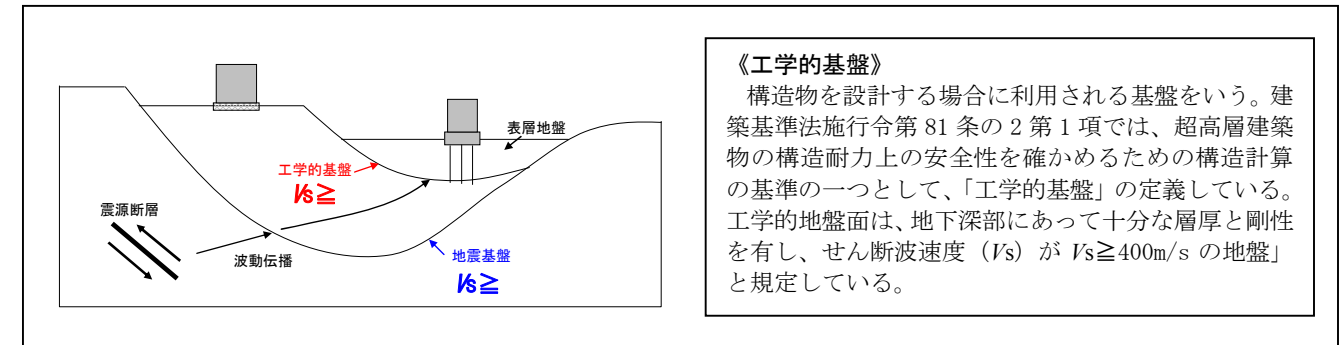 表層地盤
工学的基盤
Vs≧
震源断層
波動伝播
地震基盤
Vs≧
《工学的基盤》
構造物を設計する場合に利用される基盤をいう。建
築基準法施行令第 81 条の 2 第 1 項では、超高層建築
物の構造耐力上の安全性を確かめるための構造計算
の基準の一つとして、「工学的基盤」の定義している。
工学的地盤面は、地下深部にあって十分な層厚と剛性
を有し、せん断波速度（Vs）が Vs≧400m/s の地盤」
と規定している。